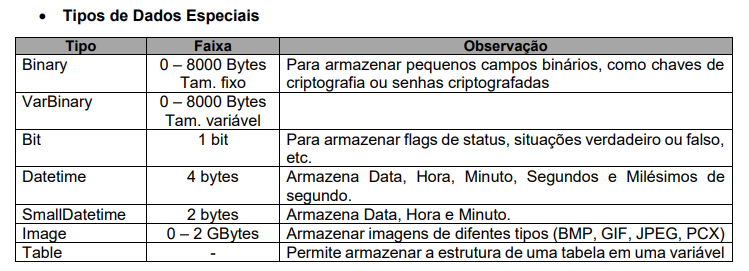 • Tipos de Dados Especiais
Tipo Faixa Observação
Binary 0 – 8000 Bytes Para armazenar pequenos campos binários, como chaves de
Tam. fixo criptografia ou senhas criptografadas
VarBinary 0 – 8000 Bytes
Tam. variável
Bit 1 bit Para armazenar flags de status, situações verdadeiro ou falso,
etc.
Datetime 4 bytes Armazena Data, Hora, Minuto, Segundos e Milésimos de
segundo.
SmallDatetime 2 bytes Armazena Data, Hora e Minuto.
Image 0 – 2 GBytes Armazenar imagens de difentes tipos (BMP, GIF, JPEG, PCX)
Table - Permite armazenar a estrutura de uma tabela em uma variável